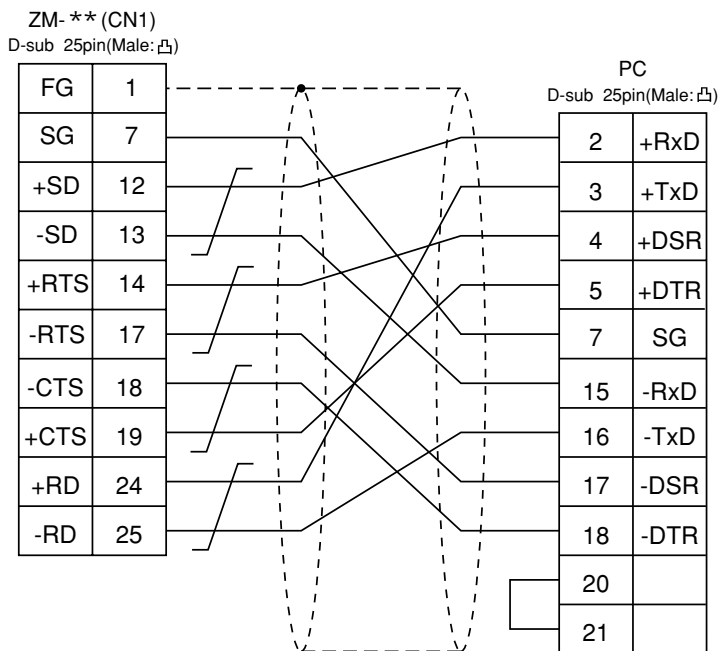 ZM-**(CN1)
D-sub 25pin(Male:凸)
FG 1
SG 7
+SD 12
-SD 13
+RTS 14
-RTS 17
-CTS 18
+CTS 19
+RD 24
-RD 25
PC
D-sub 25pin(Male:凸)
2 +RxD
3 +TxD
4 +DSR
5 +DTR
7 SG
15 -RxD
16 -TxD
17 -DSR
18 -DTR
20
21